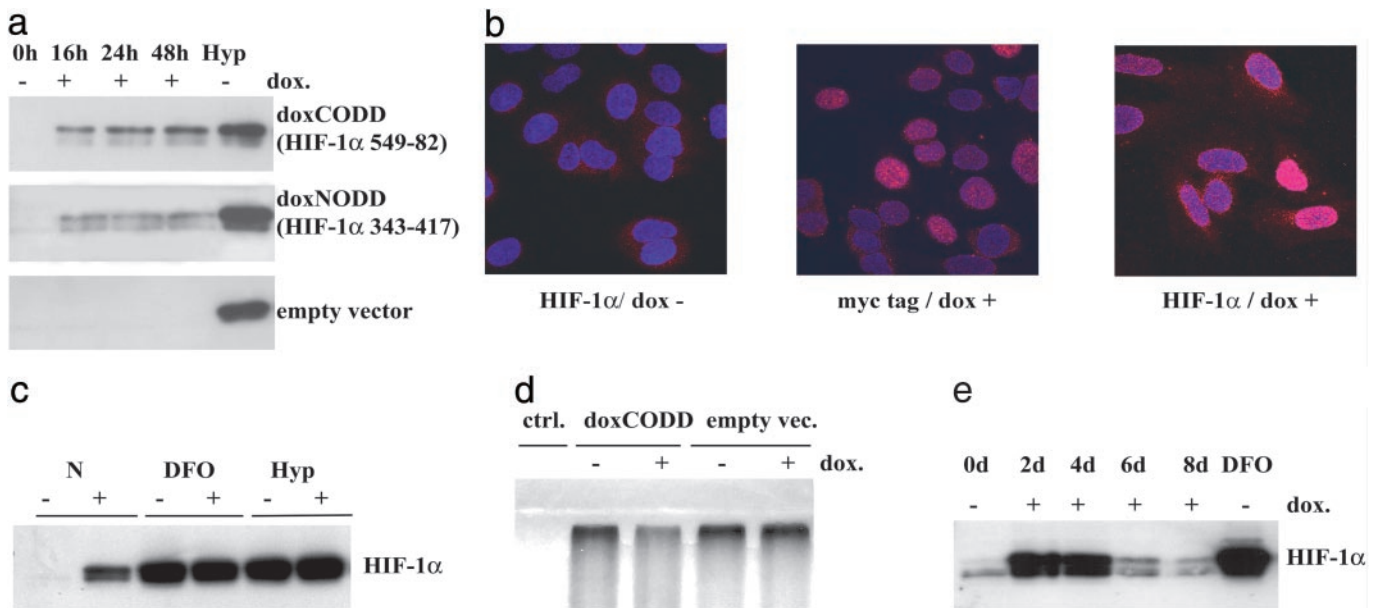 a
0h 16h 24h 48h Hyp
- + + + - dox.
doxCODD
(HIF-1α 549-82)
doxNODD
(HIF-1α 343-417)
empty vector
b
HIF-1α/ dox -
myc tag / dox +
HIF-1α / dox +
c
N DFO Hyp
- + - + - +
HIF-1α
d
ctrl. doxCODD empty vec.
- + - + dox.
e
0d 2d 4d 6d 8d DFO
- + + + + - dox.
HIF-1α